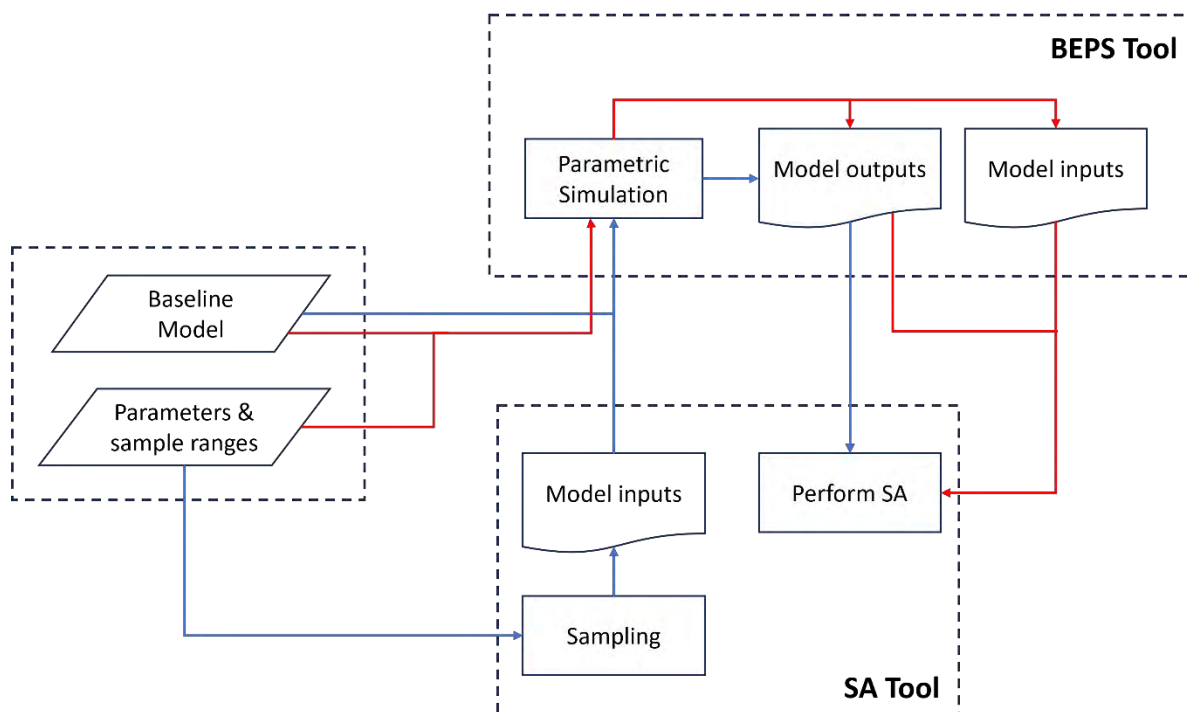 BEPS Tool
Parametric
Simulation
Model outputs
Model inputs
Baseline
Model
Parameters &
sample ranges
Model inputs
Perform SA
Sampling
SA Tool